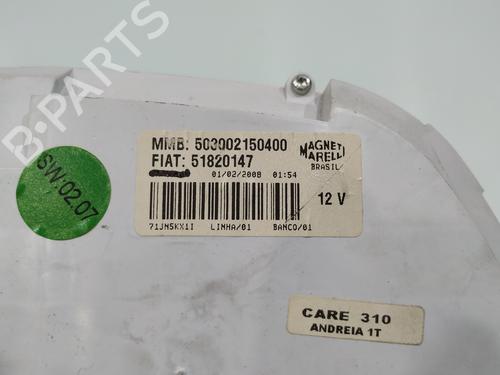 B-PARTS
MMB: 503002150400
FIAT: 51820147
MAGNETI
MARELLI
BRASIL
01/02/2008 01:54
12 V
71JN5KX1I LINHA/01 BANCO/01
SW:02.07
CARE 310
ANDREIA 1T